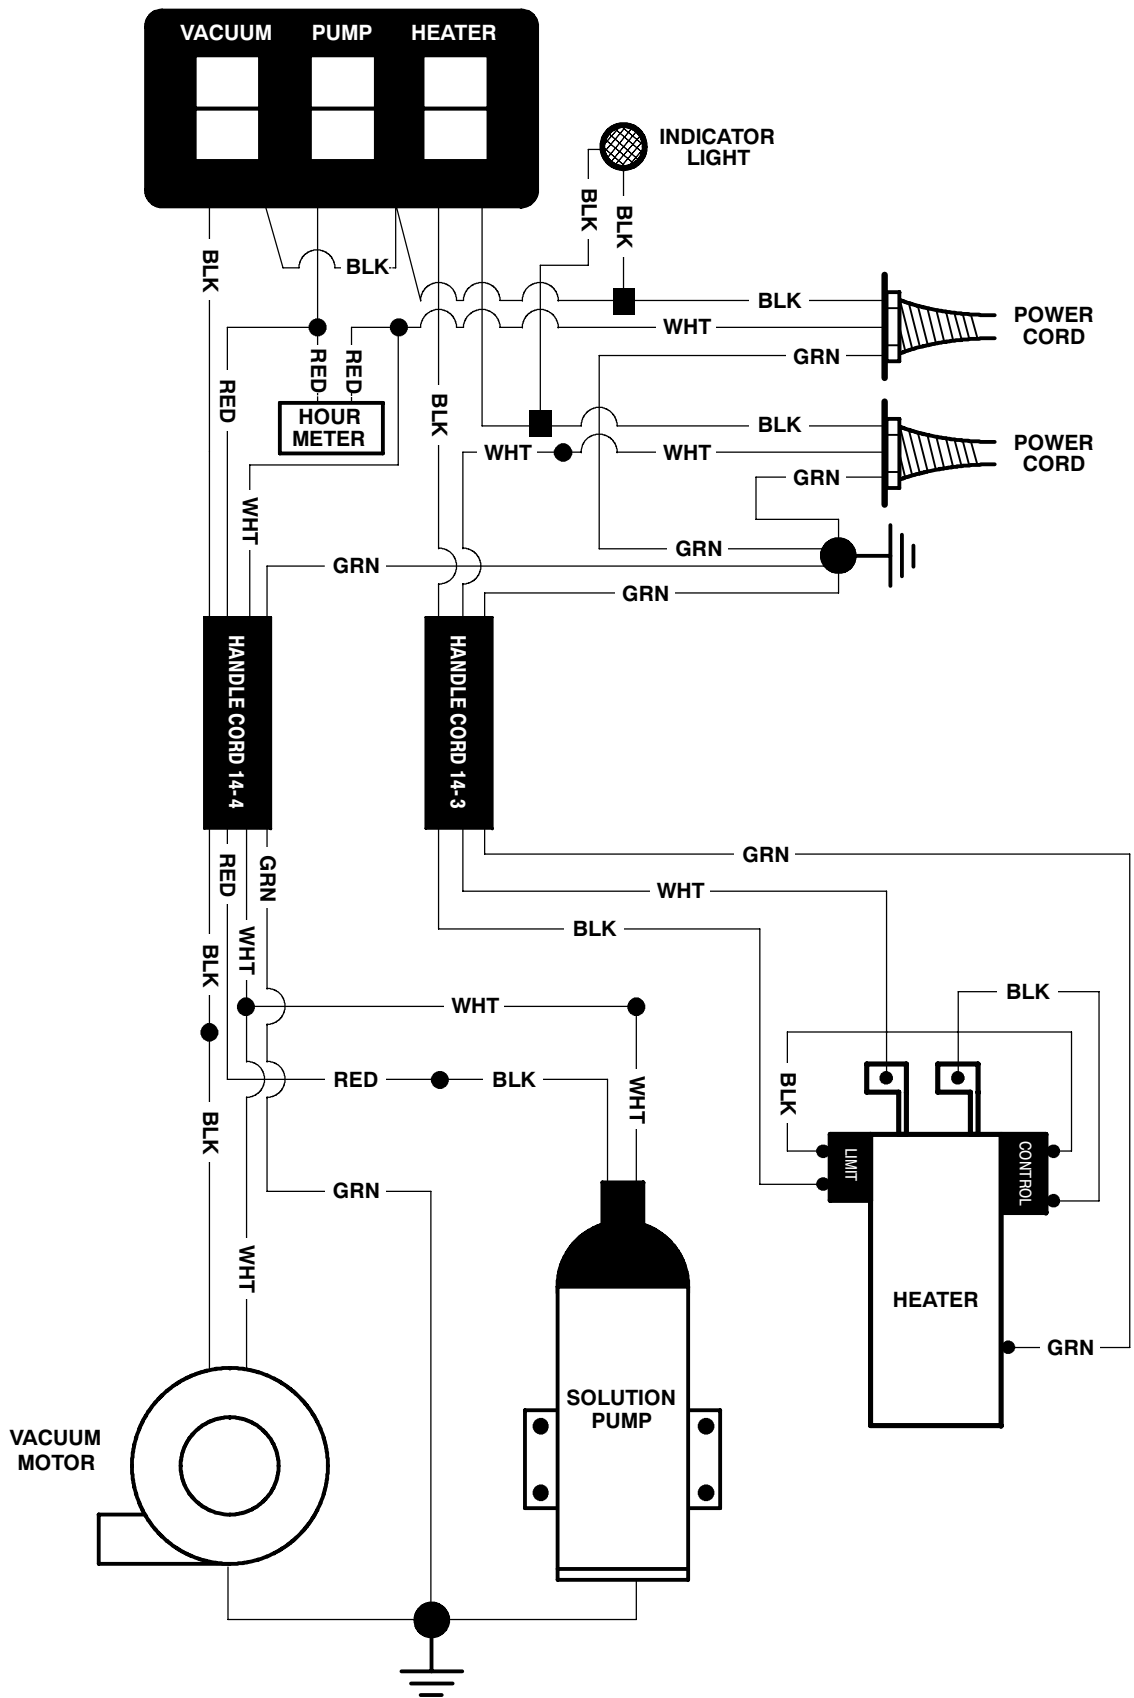 VACUUM PUMP HEATER
INDICATOR
LIGHT
BLK
BLK
BLK
BLK
BLK
POWER
CORD
WHT
GRN
RED
RED
RED
BLK
HOUR
METER
BLK
POWER
CORD
WHT
WHT
GRN
WHT
GRN
GRN
GRN
HANDLE CORD 14-4
HANDLE CORD 14-3
GRN
RED
GRN
WHT
BLK
BLK
WHT
WHT
BLK
RED
BLK
WHT
BLK
BLK
LIMIT
CONTROL
GRN
WHT
HEATER
GRN
SOLUTION
PUMP
VACUUM
MOTOR